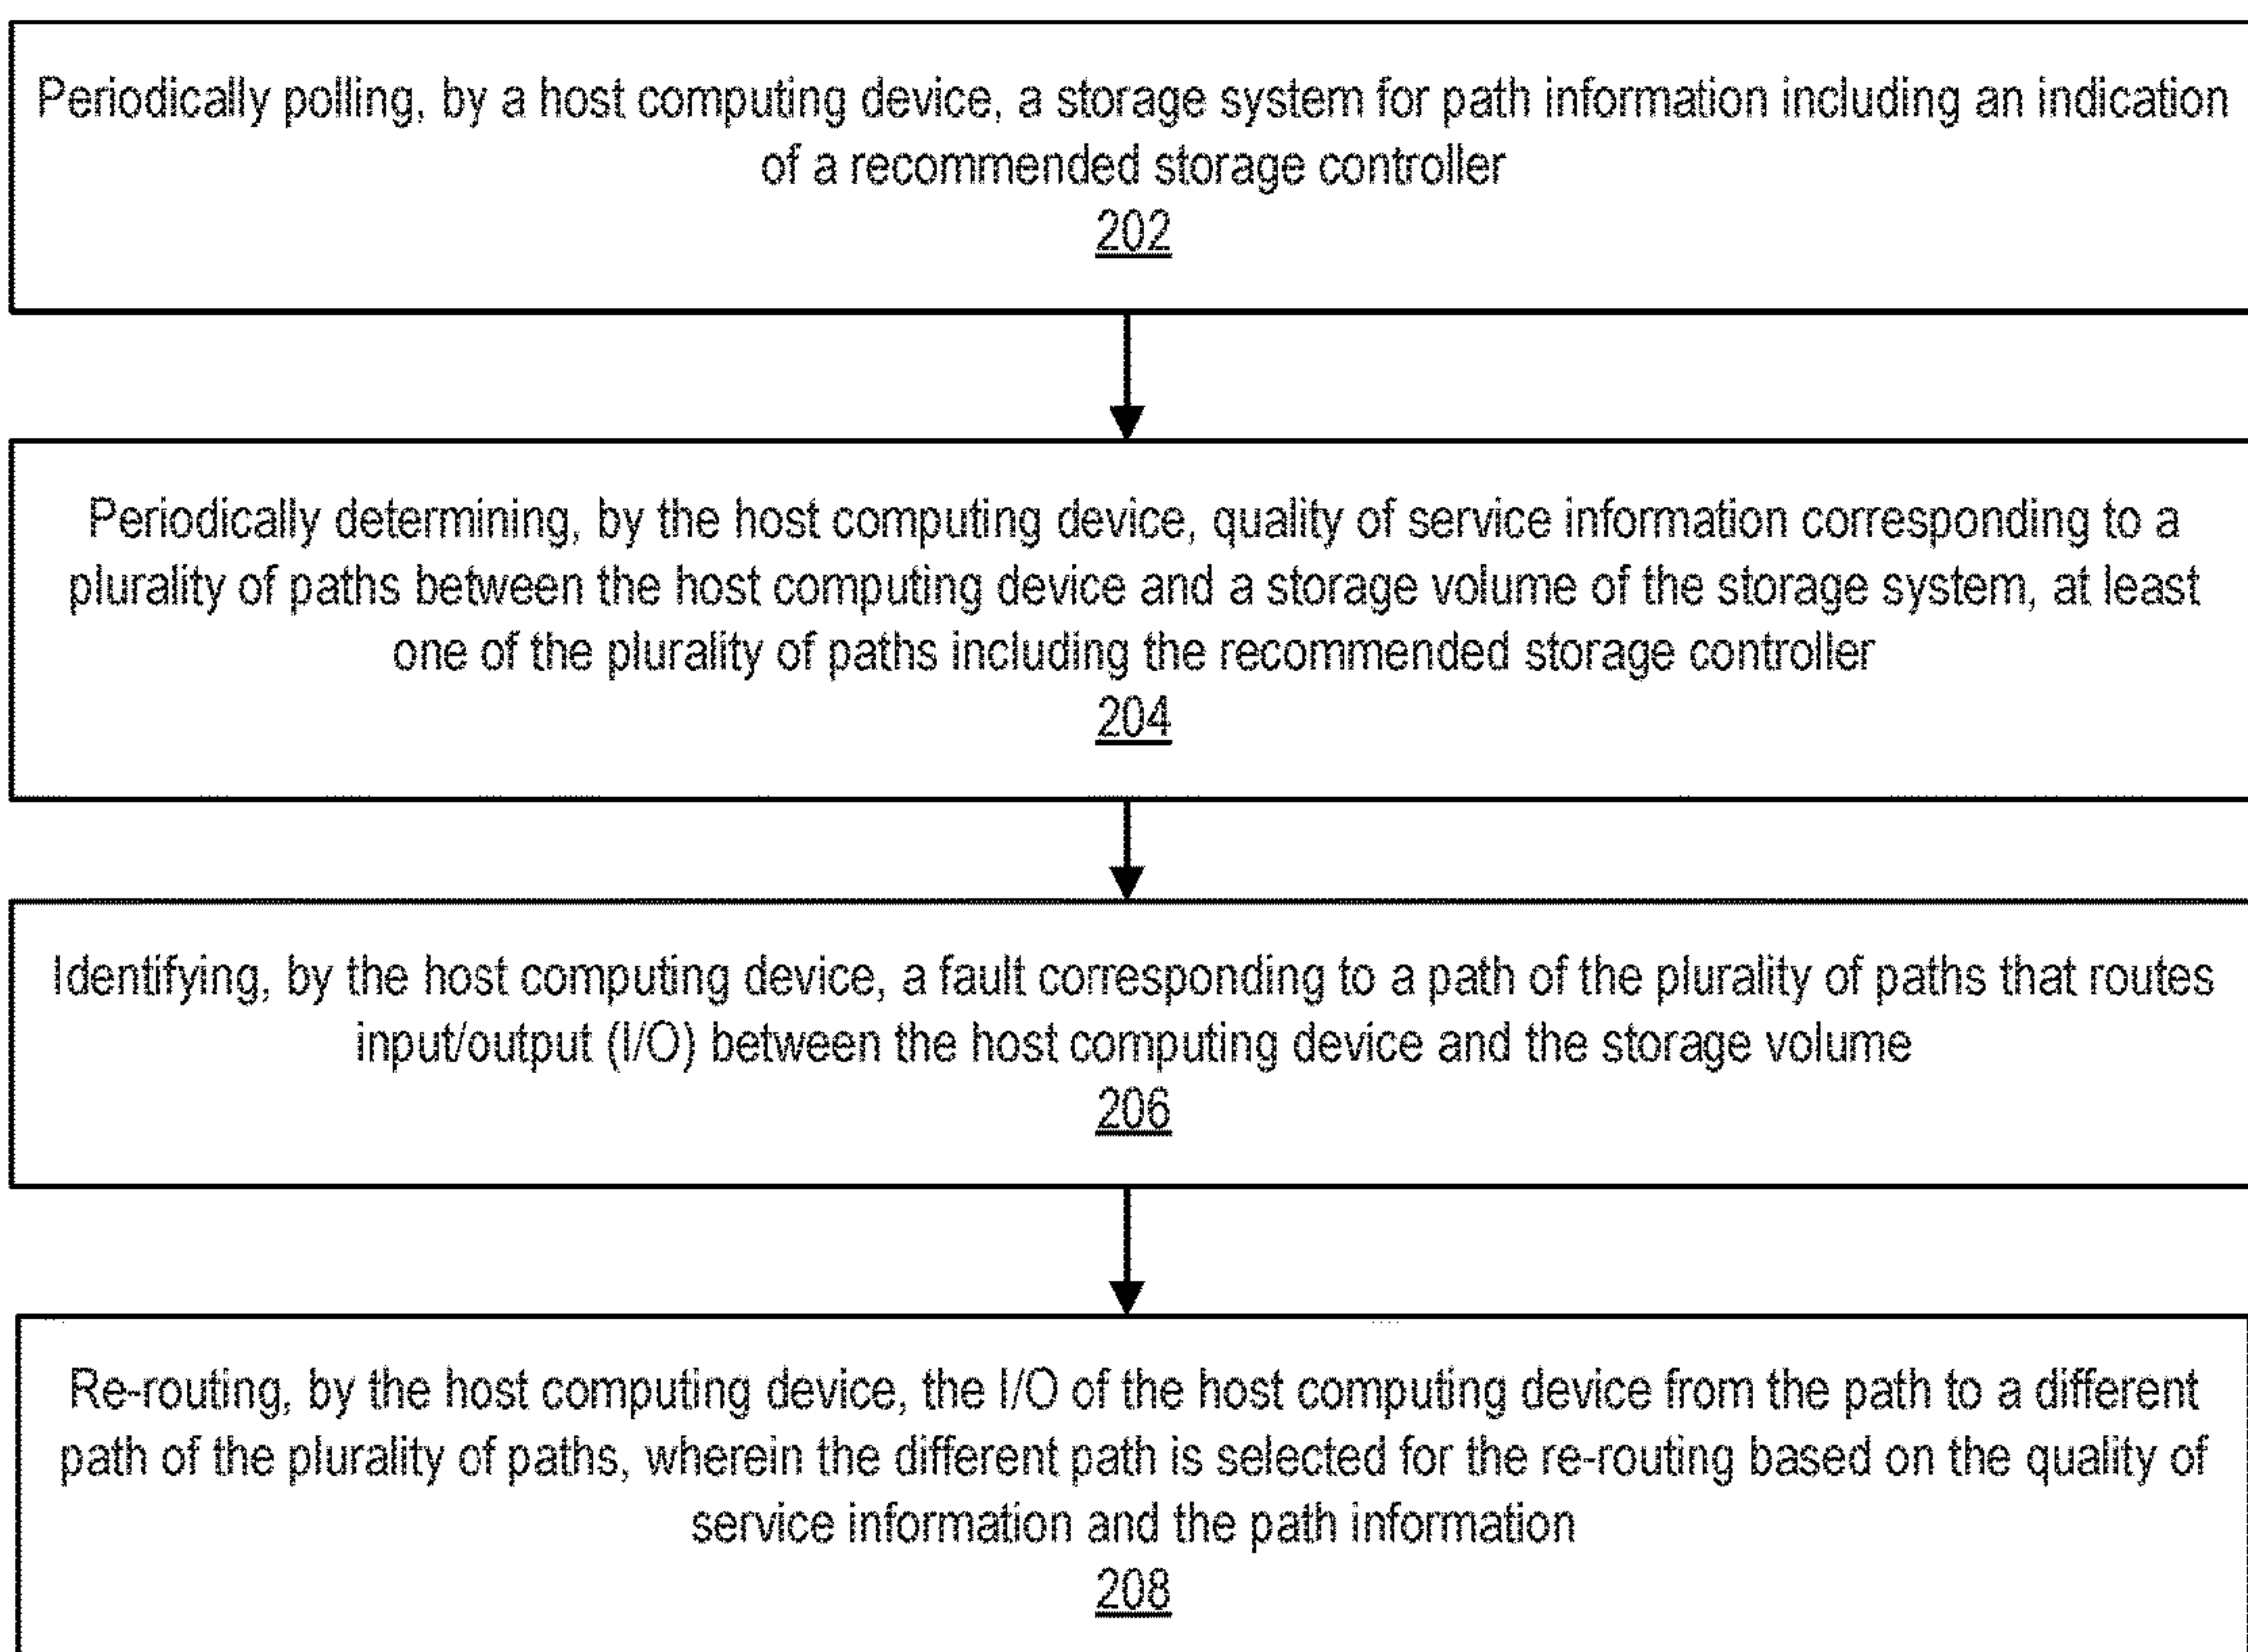 Periodically polling, by a host computing device, a storage system for path information including an indication
of a recommended storage controller
202
Periodically determining, by the host computing device, quality of service information corresponding to a
plurality of paths between the host computing device and a storage volume of the storage system, at least
one of the plurality of paths including the recommended storage controller
204
Identifying, by the host computing device, a fault corresponding to a path of the plurality of paths that routes
input/output (I/O) between the host computing device and the storage volume
206
Re-routing, by the host computing device, the I/O of the host computing device from the path to a different
path of the plurality of paths, wherein the different path is selected for the re-routing based on the quality of
service information and the path information
208